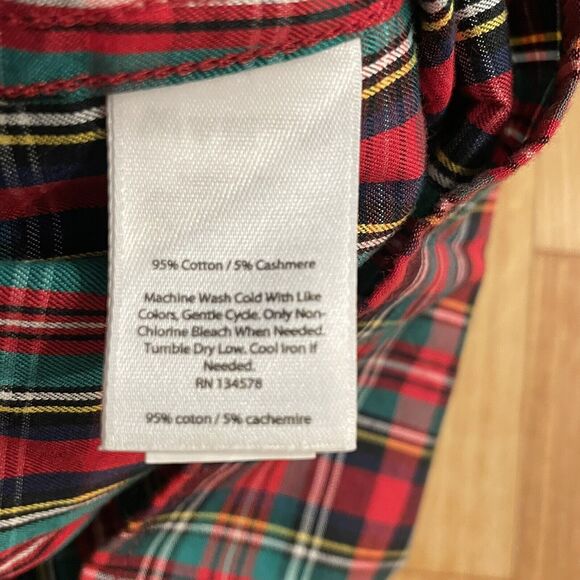 95% Cotton / 5% Cashmere
Machine Wash Cold With Like
Colors, Gentle Cycle. Only Non-
Chlorine Bleach When Needed.
Tumble Dry Low. Cool Iron if
Needed.
RN 134578
95% coton / 5% cachemire